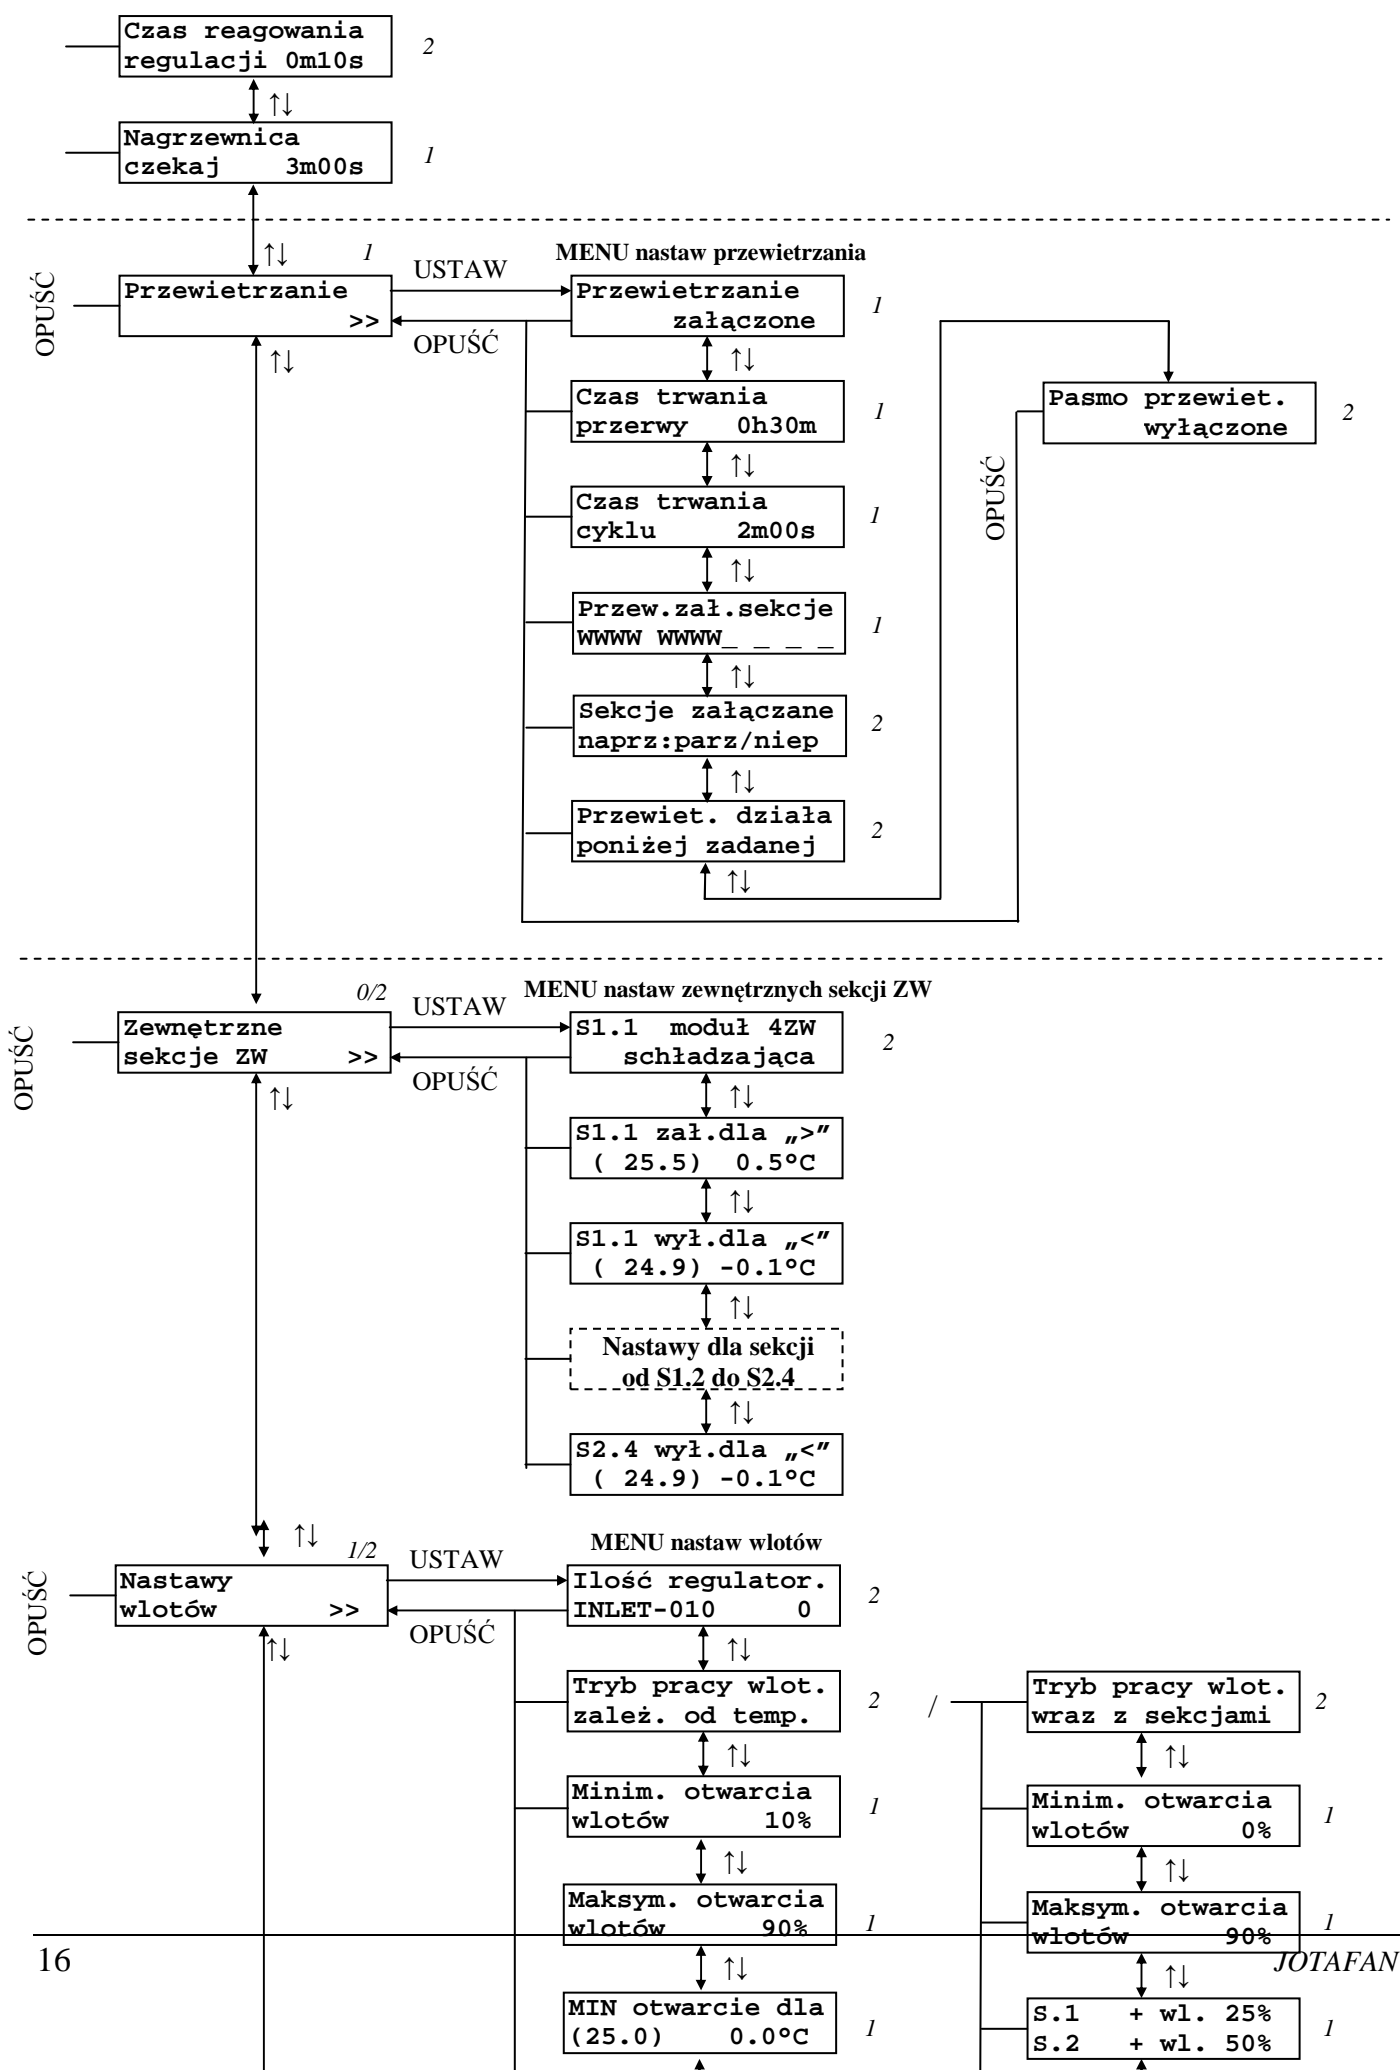 Czas reagowania
regulacji 0m10s
2
↑↓
Nagrzewnica
czekaj 3m00s
1
↑↓
1
OPUŚĆ
Przewietrzanie
>>
USTAW
OPUŚĆ
↑↓
MENU nastaw przewietrzania
Przewietrzanie
załączone
1
↑↓
Czas trwania
przerwy 0h30m
1
↑↓
Czas trwania
cyklu 2m00s
1
↑↓
Przew.zał.sekcje
WWWW WWWW_ _ _ _
1
↑↓
Sekcje załączane
naprz:parz/niep
2
↑↓
Przewiet. działa
poniżej zadanej
2
↑↓
Pasmo przewiet.
wyłączone
2
OPUŚĆ
0/2
OPUŚĆ
Zewnętrzne
sekcje ZW >>
USTAW
OPUŚĆ
↑↓
MENU nastaw zewnętrznych sekcji ZW
S1.1 moduł 4ZW
schładzająca
2
↑↓
S1.1 zał.dla „>”
( 25.5) 0.5°C
↑↓
S1.1 wył.dla „<”
( 24.9) -0.1°C
↑↓
Nastawy dla sekcji
od S1.2 do S2.4
↑↓
S2.4 wył.dla „<”
( 24.9) -0.1°C
↑↓
1/2
OPUŚĆ
Nastawy
wlotów >>
USTAW
OPUŚĆ
↑↓
MENU nastaw wlotów
Ilość regulator.
INLET-010 0
2
↑↓
Tryb pracy wlot.
zależ. od temp.
2
/
↑↓
Minim. otwarcia
wlotów 10%
1
↑↓
Maksym. otwarcia
wlotów 90%
1
↑↓
MIN otwarcie dla
(25.0) 0.0°C
1
Tryb pracy wlot.
wraz z sekcjami
2
↑↓
Minim. otwarcia
wlotów 0%
1
↑↓
Maksym. otwarcia
wlotów 90%
1
↑↓
S.1 + wl. 25%
S.2 + wl. 50%
1
16
JOTAFAN